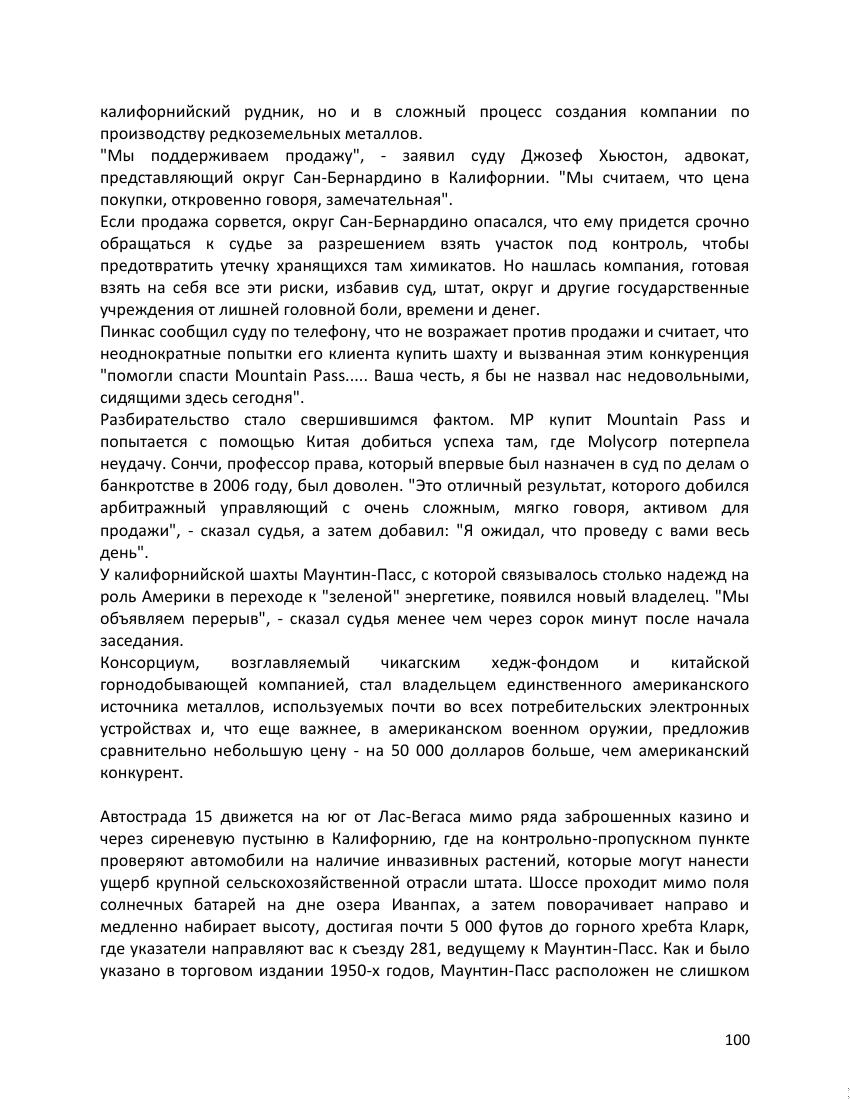 калифорнийский рудник, но и в сложный процесс создания компании по
производству редкоземельных металлов.
"Мы поддерживаем продажу", - заявил суду Джозеф Хьюстон, адвокат,
представляющий округ Сан-Бернардино в Калифорнии. "Мы считаем, что цена
покупки, откровенно говоря, замечательная".
Если продажа сорвется, округ Сан-Бернардино опасался, что ему придется срочно
обращаться к судье за разрешением взять участок под контроль, чтобы
предотвратить утечку хранящихся там химикатов. Но нашлась компания, готовая
взять на себя все эти риски, избавив суд, штат, округ и другие государственные
учреждения от лишней головной боли, времени и денег.
Пинкас сообщил суду по телефону, что не возражает против продажи и считает, что
неоднократные попытки его клиента купить шахту и вызванная этим конкуренция
"помогли спасти Mountain Pass..... Ваша честь, я бы не назвал нас недовольными,
сидящими здесь сегодня".
Разбирательство стало свершившимся фактом. MP купит Mountain Pass и
попытается с помощью Китая добиться успеха там, где Molycorp потерпела
неудачу. Сончи, профессор права, который впервые был назначен в суд по делам о
банкротстве в 2006 году, был доволен. "Это отличный результат, которого добился
арбитражный управляющий с очень сложным, мягко говоря, активом для
продажи", - сказал судья, а затем добавил: "Я ожидал, что проведу с вами весь
день".
У калифорнийской шахты Маунтин-Пасс, с которой связывалось столько надежд на
роль Америки в переходе к "зеленой" энергетике, появился новый владелец. "Мы
объявляем перерыв", - сказал судья менее чем через сорок минут после начала
заседания.
Консорциум, возглавляемый чикагским хедж-фондом и китайской
горнодобывающей компанией, стал владельцем единственного американского
источника металлов, используемых почти во всех потребительских электронных
устройствах и, что еще важнее, в американском военном оружии, предложив
сравнительно небольшую цену - на 50 000 долларов больше, чем американский
конкурент.
Автострада 15 движется на юг от Лас-Вегаса мимо ряда заброшенных казино и
через сиреневую пустыню в Калифорнию, где на контрольно-пропускном пункте
проверяют автомобили на наличие инвазивных растений, которые могут нанести
ущерб крупной сельскохозяйственной отрасли штата. Шоссе проходит мимо поля
солнечных батарей на дне озера Иванпах, а затем поворачивает направо и
медленно набирает высоту, достигая почти 5 000 футов до горного хребта Кларк,
где указатели направляют вас к съезду 281, ведущему к Маунтин-Пасс. Как и было
указано в торговом издании 1950-х годов, Маунтин-Пасс расположен не слишком
100